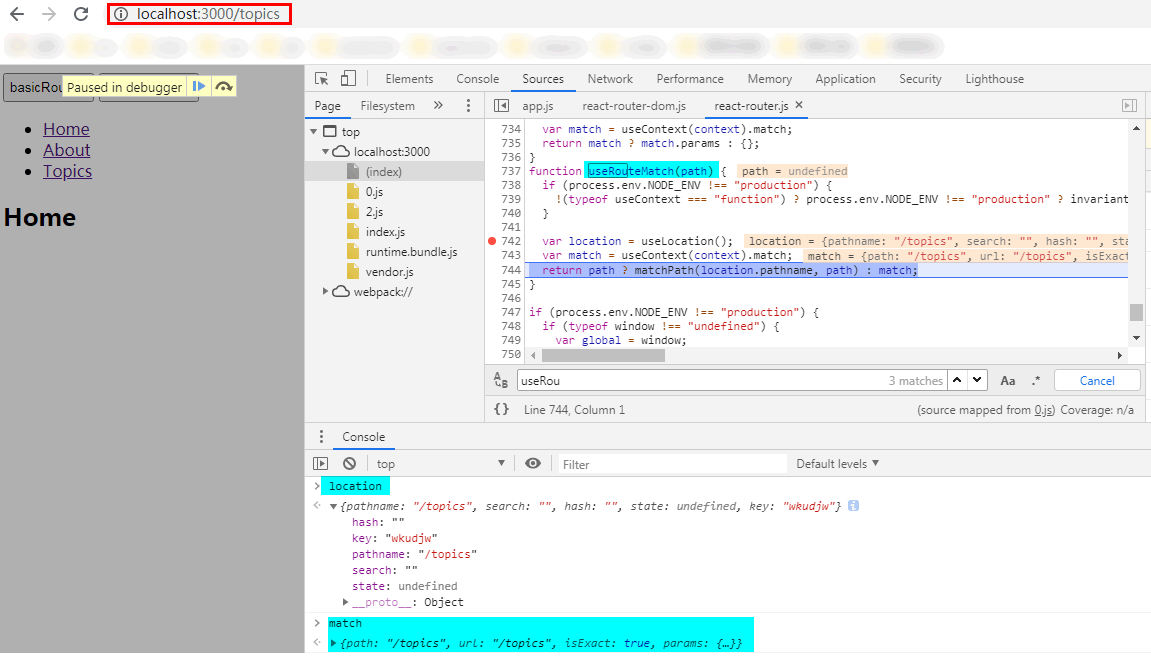 localhost:3000/topics
basicRou
Paused in debugger
Home
About
Topics
Home
Elements Console Sources Network Performance Memory Application Security Lighthouse
Page Filesystem »
app.js react-router-dom.js react-router.js ×
top
localhost:3000
(index)
0.js
2.js
index.js
runtime.bundle.js
vendor.js
webpack://
734 var match = useContext(context).match;
735 return match ? match.params : {};
736 }
737 function useRouteMatch(path) { path = undefined
738 if (process.env.NODE_ENV !== "production") {
739 !(typeof useContext === "function") ? process.env.NODE_ENV !== "production" ? invariant
740 }
741
742 var location = useLocation(); location = {pathname: "/topics", search: "", hash: "", sta
743 var match = useContext(context).match; match = {path: "/topics", url: "/topics", isExact
744 return path ? matchPath(location.pathname, path) : match;
745 }
746
747 if (process.env.NODE_ENV !== "production") {
748 if (typeof window !== "undefined") {
749 var global = window;
750
useRou 3 matches Aa .* Cancel
{} Line 744, Column 1 (source mapped from 0.js) Coverage: n/a
Console
top Filter Default levels ▼
> location
{pathname: "/topics", search: "", hash: "", state: undefined, key: "wkudjw"}
hash: ""
key: "wkudjw"
pathname: "/topics"
search: ""
state: undefined
__proto__: Object
> match
{path: "/topics", url: "/topics", isExact: true, params: {…}}